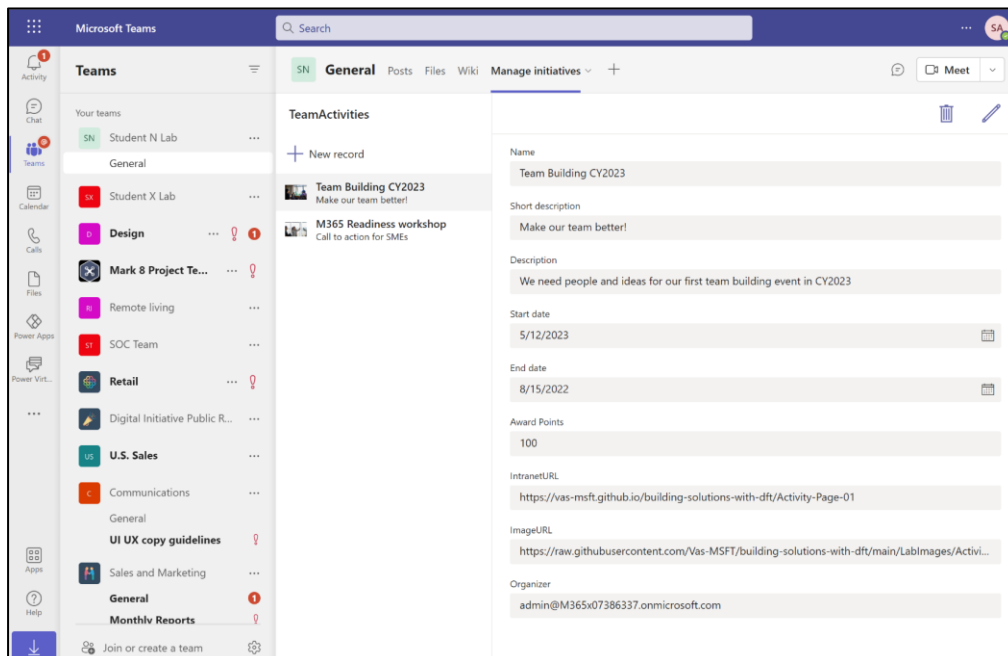 Microsoft Teams
Search
...
SA
1
Activity
Chat
Teams
Calendar
Calls
Files
Power Apps
Power Virt...
...
Apps
Help
Teams
Your teams
SN Student N Lab ...
General
SX Student X Lab ...
D Design ... 1
Mark 8 Project Te... ...
Rl Remote living ...
ST SOC Team ...
Retail ...
Digital Initiative Public R... ...
US U.S. Sales ...
C Communications ...
General
UI UX copy guidelines
Sales and Marketing ...
General 1
Monthly Reports
Join or create a team
SN General Posts Files Wiki Manage initiatives
Meet
TeamActivities
New record
Team Building CY2023
Make our team better!
M365 Readiness workshop
Call to action for SMEs
Name
Team Building CY2023
Short description
Make our team better!
Description
We need people and ideas for our first team building event in CY2023
Start date
5/12/2023
End date
8/15/2022
Award Points
100
IntranetURL
https://vas-msft.github.io/building-solutions-with-dft/Activity-Page-01
ImageURL
https://raw.githubusercontent.com/Vas-MSFT/building-solutions-with-dft/main/LabImages/Activi...
Organizer
admin@M365x07386337.onmicrosoft.com